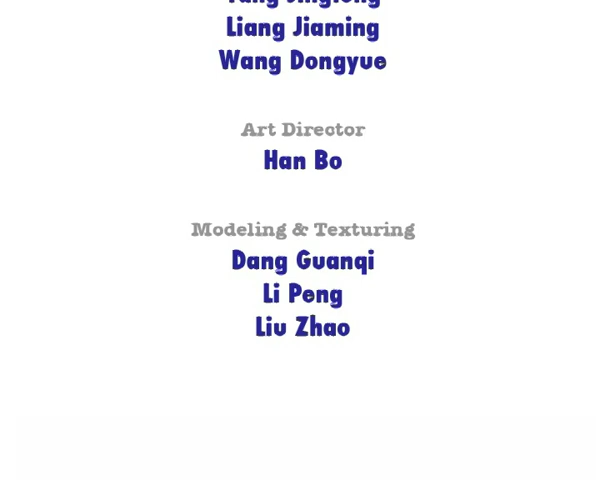 Liang Jiaming
Wang Dongyue
Art Director
Han Bo
Modeling & Texturing
Dang Guanqi
Li Peng
Liu Zhao